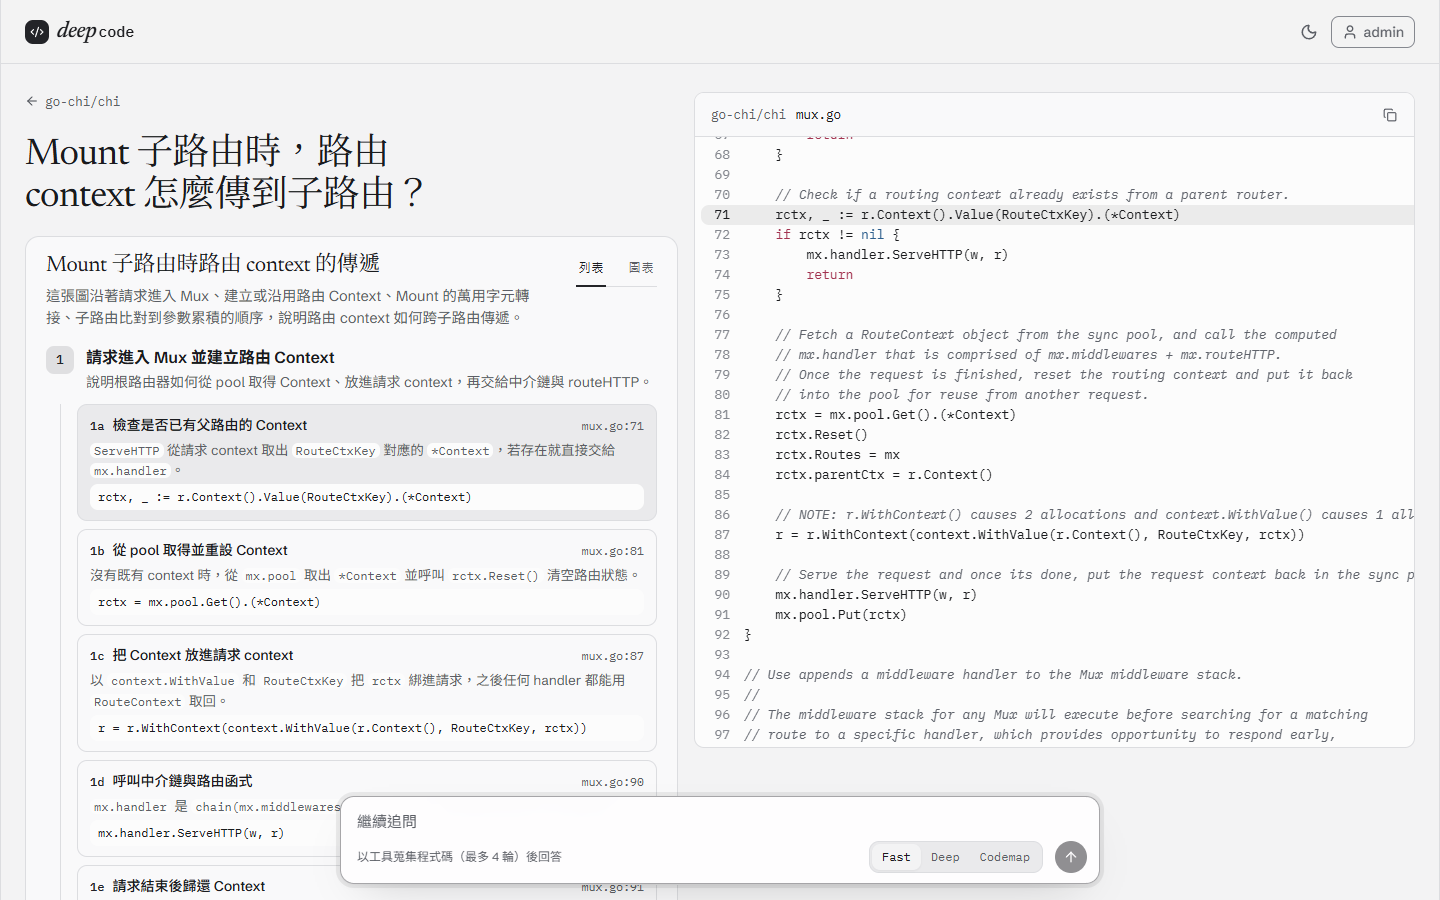 deep code
admin
go-chi/chi
Mount 子路由時，路由
context 怎麼傳到子路由？
Mount 子路由時路由 context 的傳遞
列表
圖表
這張圖沿著請求進入 Mux、建立或沿用路由 Context、Mount 的萬用字元轉
接、子路由比對到參數累積的順序，說明路由 context 如何跨子路由傳遞。
1 請求進入 Mux 並建立路由 Context
說明根路由器如何從 pool 取得 Context、放進請求 context，再交給中介鏈與 routeHTTP。
1a 檢查是否已有父路由的 Context mux.go:71
ServeHTTP 從請求 context 取出 RouteCtxKey 對應的 *Context，若存在就直接交給
mx.handler 。
rctx, _ := r.Context().Value(RouteCtxKey).(*Context)
1b 從 pool 取得並重設 Context mux.go:81
沒有既有 context 時，從 mx.pool 取出 *Context 並呼叫 rctx.Reset() 清空路由狀態。
rctx = mx.pool.Get().(*Context)
1c 把 Context 放進請求 context mux.go:87
以 context.WithValue 和 RouteCtxKey 把 rctx 綁進請求，之後任何 handler 都能用
RouteContext 取回。
r = r.WithContext(context.WithValue(r.Context(), RouteCtxKey, rctx))
1d 呼叫中介鏈與路由函式 mux.go:90
mx.handler 是 chain(mx.middlewares
mx.handler.ServeHTTP(w, r)
1e 請求結束後歸還 Context mux.go:91
go-chi/chi mux.go
67 return
68 }
69
70 // Check if a routing context already exists from a parent router.
71 rctx, _ := r.Context().Value(RouteCtxKey).(*Context)
72 if rctx != nil {
73 mx.handler.ServeHTTP(w, r)
74 return
75 }
76
77 // Fetch a RouteContext object from the sync pool, and call the computed
78 // mx.handler that is comprised of mx.middlewares + mx.routeHTTP.
79 // Once the request is finished, reset the routing context and put it back
80 // into the pool for reuse from another request.
81 rctx = mx.pool.Get().(*Context)
82 rctx.Reset()
83 rctx.Routes = mx
84 rctx.parentCtx = r.Context()
85
86 // NOTE: r.WithContext() causes 2 allocations and context.WithValue() causes 1 all
87 r = r.WithContext(context.WithValue(r.Context(), RouteCtxKey, rctx))
88
89 // Serve the request and once its done, put the request context back in the sync p
90 mx.handler.ServeHTTP(w, r)
91 mx.pool.Put(rctx)
92 }
93
94 // Use appends a middleware handler to the Mux middleware stack.
95 //
96 // The middleware stack for any Mux will execute before searching for a matching
97 // route to a specific handler, which provides opportunity to respond early,
繼續追問
以工具蒐集程式碼（最多 4 輪）後回答
Fast Deep Codemap